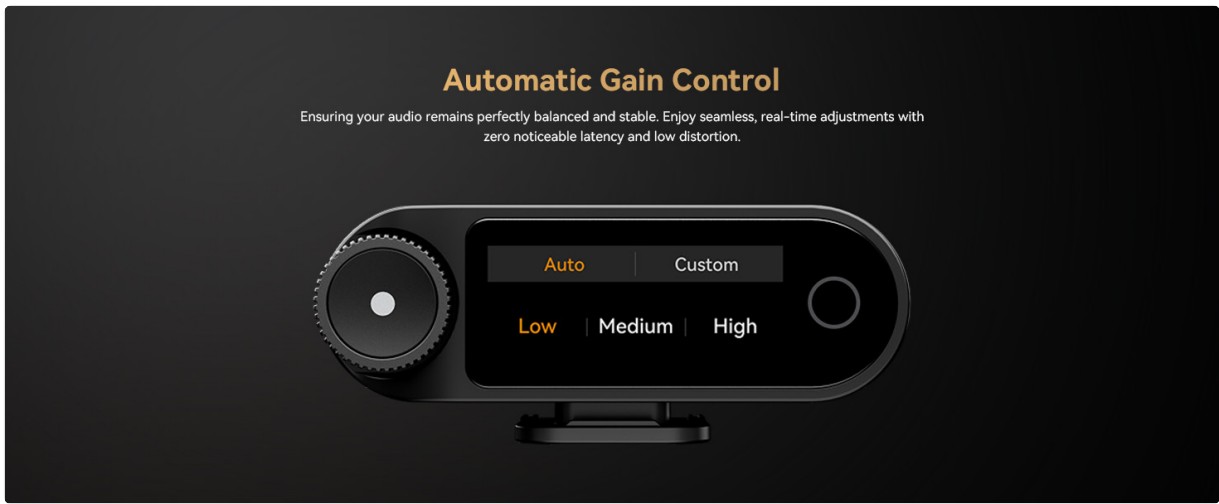 Automatic Gain Control
Ensuring your audio remains perfectly balanced and stable. Enjoy seamless, real-time adjustments with
zero noticeable latency and low distortion.
Auto Custom
Low Medium High